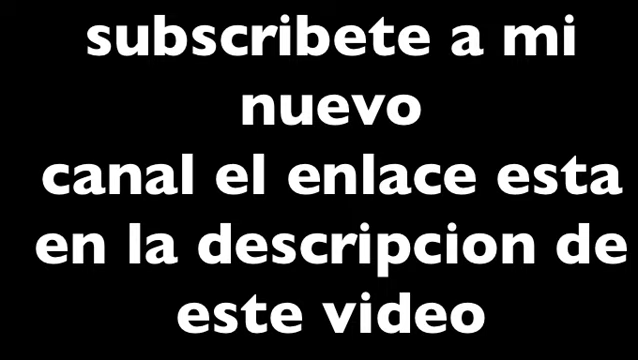 subscribete a mi
nuevo
canal el enlace esta
en la descripcion de
este video